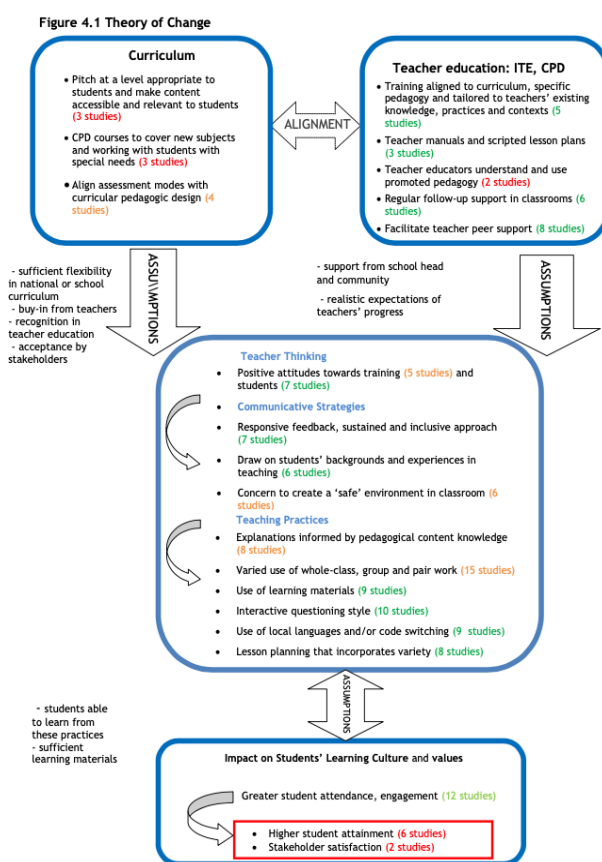 Figure 4.1 Theory of Change
Curriculum
• Pitch at a level appropriate to
students and make content
accessible and relevant to students
(3 studies)
• CPD courses to cover new subjects
and working with students with
special needs (3 studies)
• Align assessment modes with
curricular pedagogic design (4
studies)
ALIGNMENT
Teacher education: ITE, CPD
• Training aligned to curriculum, specific
pedagogy and tailored to teachers' existing
knowledge, practices and contexts (5
studies)
• Teacher manuals and scripted lesson plans
(3 studies)
• Teacher educators understand and use
promoted pedagogy (2 studies)
• Regular follow-up support in classrooms (6
studies)
• Facilitate teacher peer support (8 studies)
- sufficient flexibility
in national or school
curriculum
- buy-in from teachers
- recognition in
teacher education
- acceptance by
stakeholders
ASSU\\MPTIONS
- support from school head
and community
- realistic expectations of
teachers' progress
ASSUMPTIONS
Teacher Thinking
• Positive attitudes towards training (5 studies) and
students (7 studies)
• Communicative Strategies
• Responsive feedback, sustained and inclusive approach
(7 studies)
• Draw on students' backgrounds and experiences in
teaching (6 studies)
• Concern to create a 'safe' environment in classroom (6
studies)
Teaching Practices
• Explanations informed by pedagogical content knowledge
(8 studies)
• Varied use of whole-class, group and pair work (15 studies)
• Use of learning materials (9 studies)
• Interactive questioning style (10 studies)
• Use of local languages and/or code switching (9 studies)
• Lesson planning that incorporates variety (8 studies)
- students able
to learn from
these practices
- sufficient
learning materials
ASSUMPTIONS
Impact on Students' Learning Culture and values
Greater student attendance, engagement (12 studies)
• Higher student attainment (6 studies)
• Stakeholder satisfaction (2 studies)